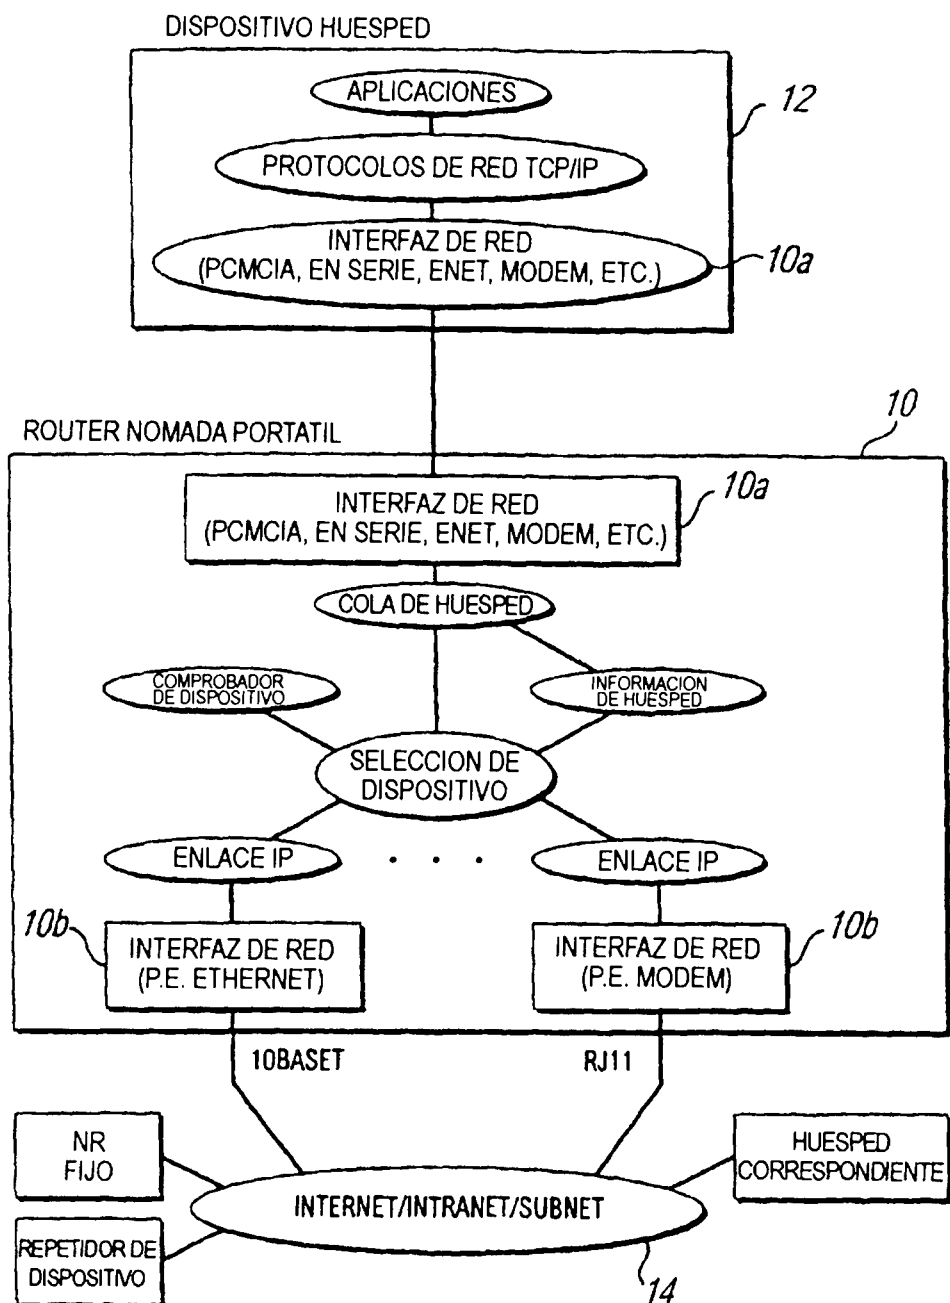 DISPOSITIVO HUESPED
APLICACIONES
12
PROTOCOLOS DE RED TCP/IP
INTERFAZ DE RED
(PCMCIA, EN SERIE, ENET, MODEM, ETC.)
10a
ROUTER NOMADA PORTATIL
10
INTERFAZ DE RED
(PCMCIA, EN SERIE, ENET, MODEM, ETC.)
10a
COLA DE HUESPED
COMPROBADOR
DE DISPOSITIVO
INFORMACION
DE HUESPED
SELECCION DE
DISPOSITIVO
ENLACE IP
. . .
ENLACE IP
10b
INTERFAZ DE RED
(P.E. ETHERNET)
INTERFAZ DE RED
(P.E. MODEM)
10b
10BASET
RJ11
NR
FIJO
HUESPED
CORRESPONDIENTE
INTERNET/INTRANET/SUBNET
REPETIDOR DE
DISPOSITIVO
14